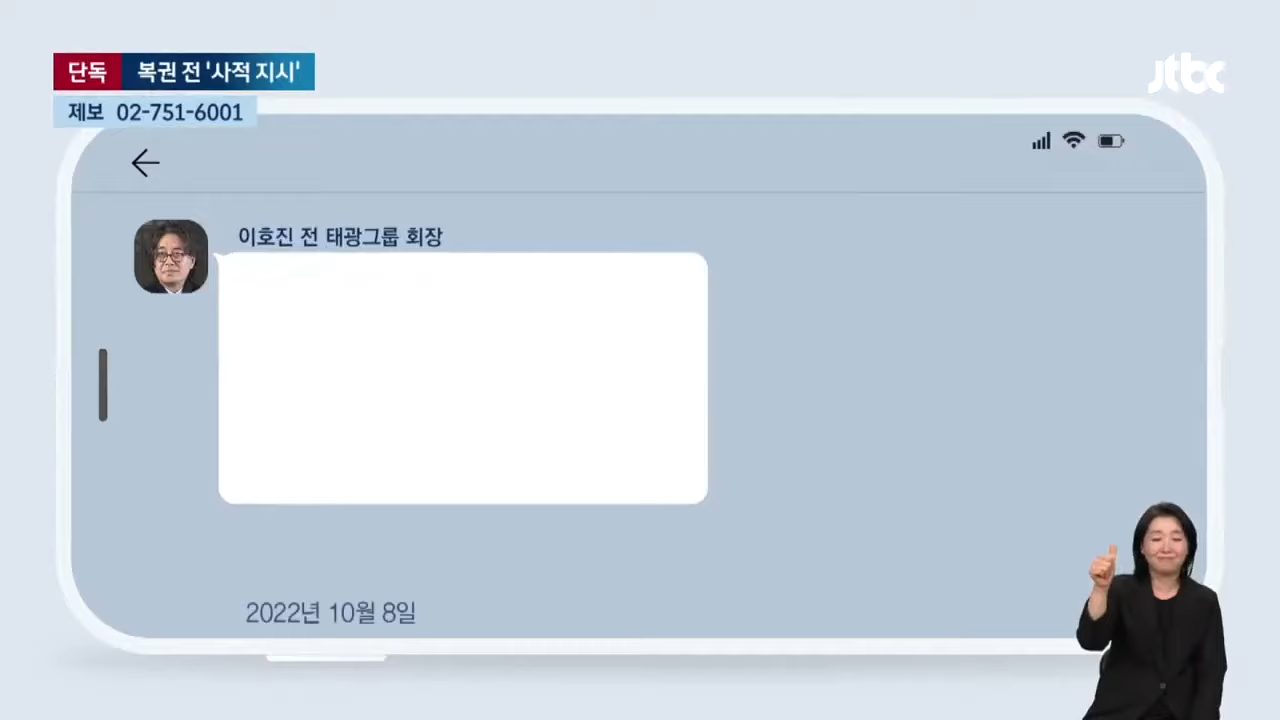 단독 복권 전 '사적 지시'
jtbc
제보 02-751-6001
이호진 전 태광그룹 회장
2022년 10월 8일